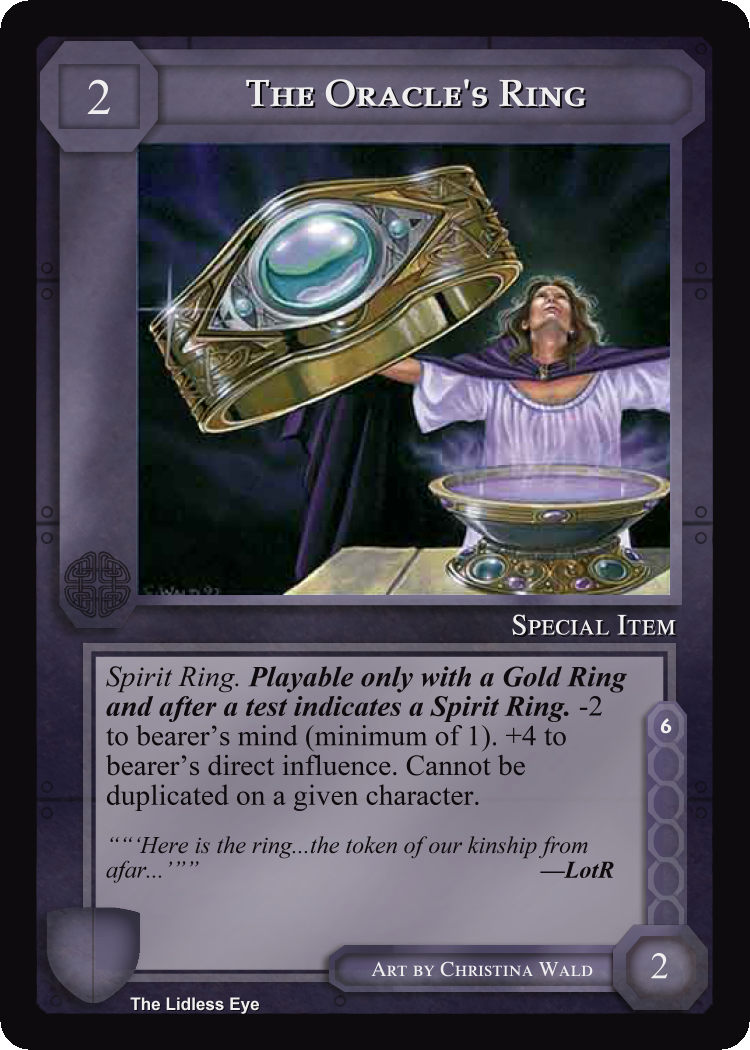 2
The Oracle's Ring
Special Item
Spirit Ring. Playable only with a Gold Ring
and after a test indicates a Spirit Ring. -2
to bearer’s mind (minimum of 1). +4 to
bearer’s direct influence. Cannot be
duplicated on a given character.
6
““‘Here is the ring...the token of our kinship from
afar...’”” —LotR
Art by Christina Wald
2
The Lidless Eye